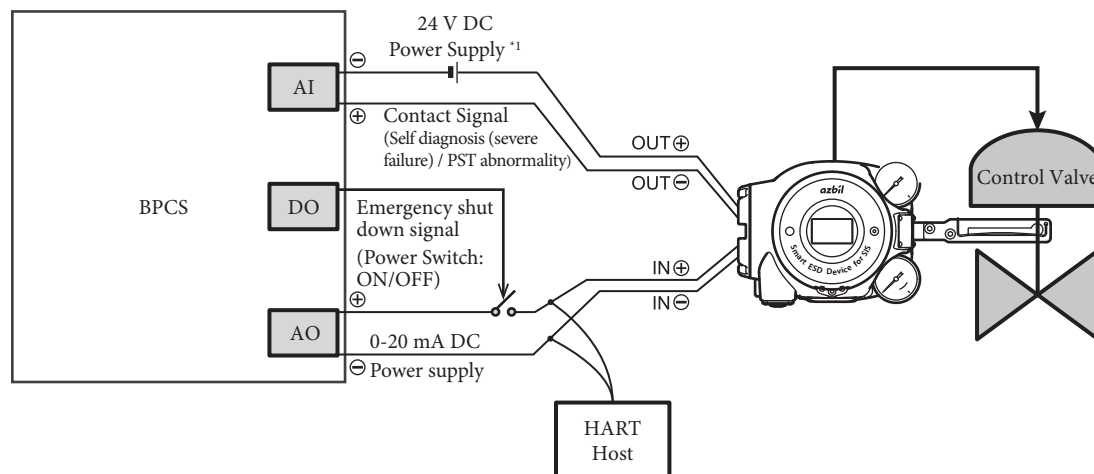 24 V DC
Power Supply *1
⊖
AI
⊕
Contact Signal
(Self diagnosis (severe
failure) / PST abnormality)
OUT⊕
OUT⊖
azbil
Smart ESD Device for SIS
Control Valve
BPCS
DO
Emergency shut
down signal
(Power Switch:
ON/OFF)
IN⊕
IN⊖
⊕
AO
0-20 mA DC
⊖ Power supply
HART
Host